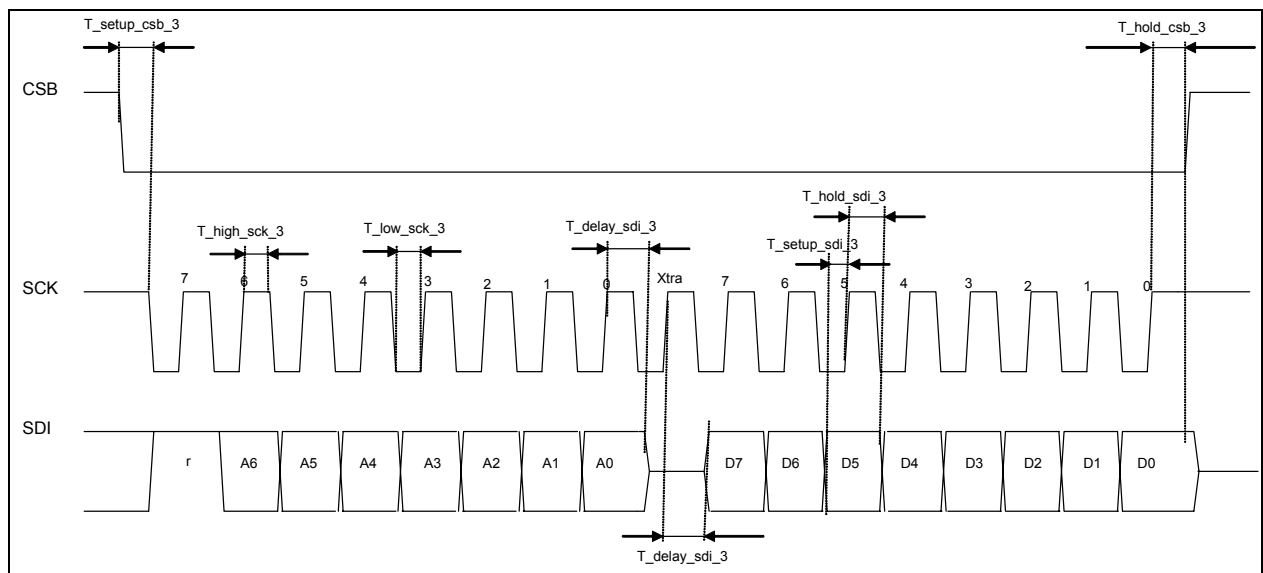 T_setup_csb_3
T_hold_csb_3
CSB
T_hold_sdi_3
T_high_sck_3
T_low_sck_3
T_delay_sdi_3
T_setup_sdi_3
SCK
7 6 5 4 3 2 1 0 Xtra 7 6 5 4 3 2 1 0
SDI
r A6 A5 A4 A3 A2 A1 A0 D7 D6 D5 D4 D3 D2 D1 D0
T_delay_sdi_3